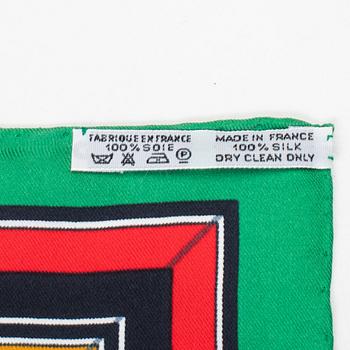 FABRIQUE EN FRANCE MADE IN FRANCE
100% SOIE 100% SILK
P DRY CLEAN ONLY